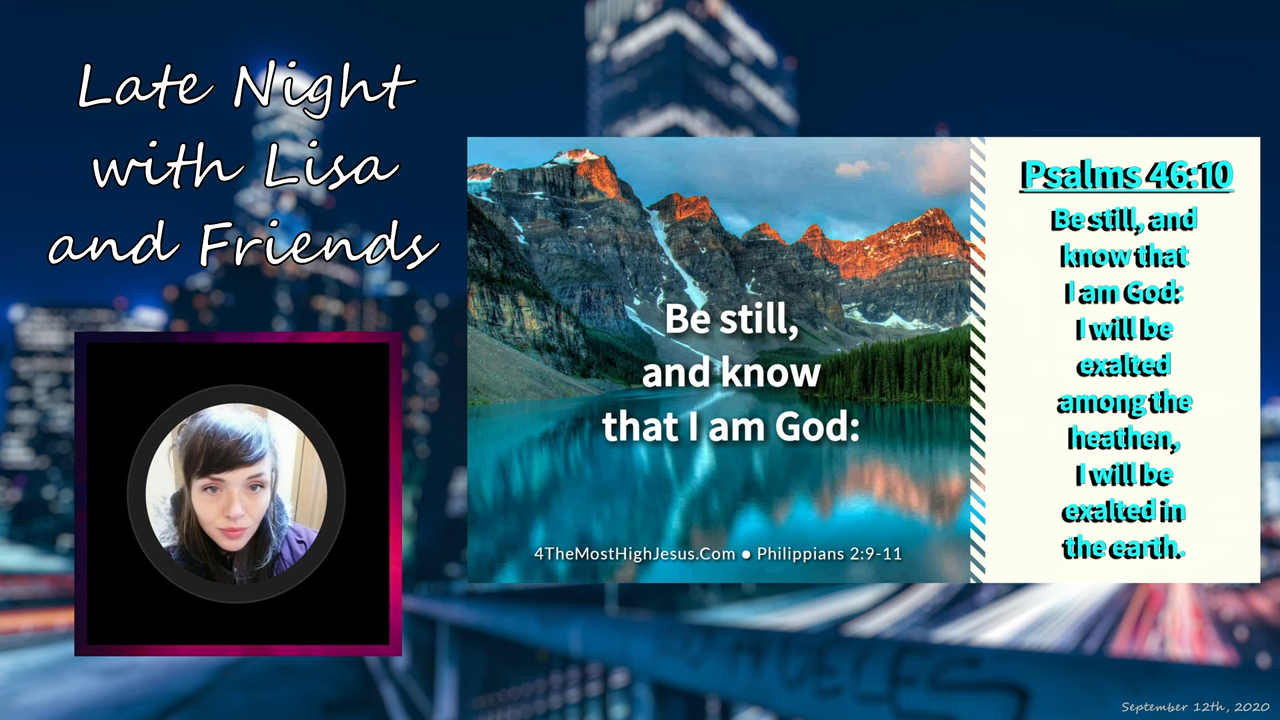 Late Night
with Lisa
and Friends
Be still,
and know
that I am God:
4TheMostHighJesus.Com ● Philippians 2:9-11
Psalms 46:10
Be still, and
know that
I am God:
I will be
exalted
among the
heathen,
I will be
exalted in
the earth.
September 12th, 2020